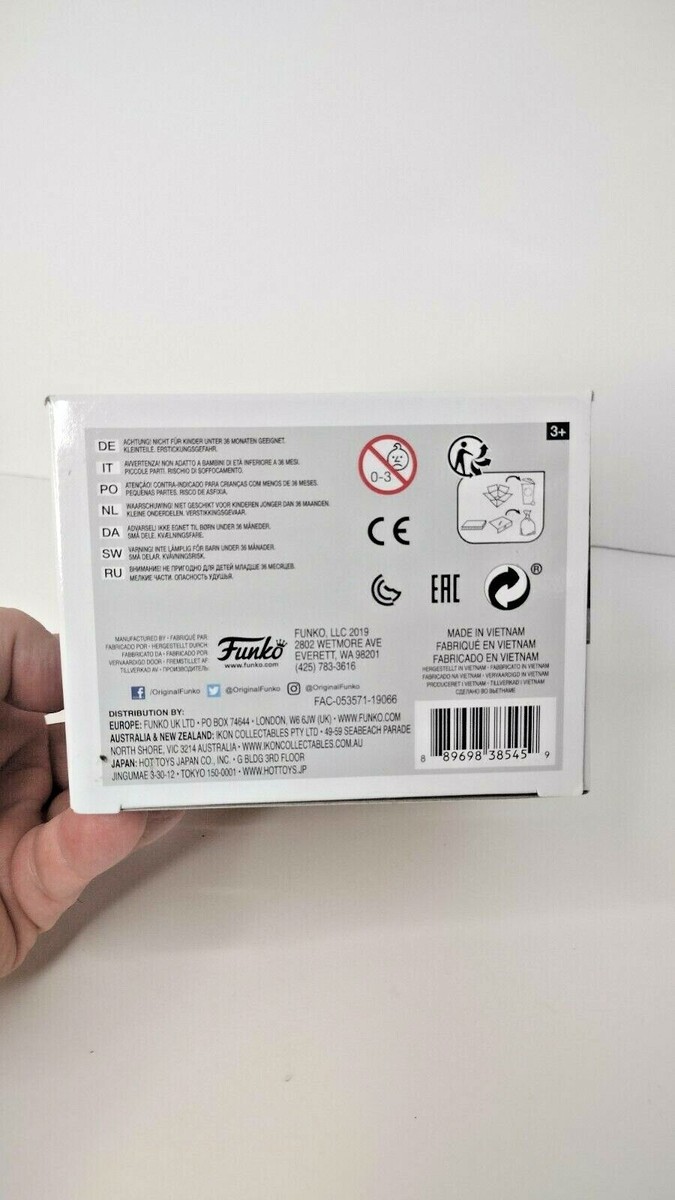 3+
DE ACHTUNG! NICHT FÜR KINDER UNTER 36 MONATEN GEEIGNET.
KLEINTEILE. ERSTICKUNGSGEFAHR.
IT AVVERTENZA! NON ADATTO A BAMBINI DI ETÀ INFERIORE A 36 MESI.
PICCOLE PARTI. RISCHIO DI SOFFOCAMENTO.
PO ATENÇÃO! CONTRA-INDICADO PARA CRIANÇAS COM MENOS DE 36 MESES.
PEQUENAS PARTES. RISCO DE ASFIXIA.
NL WAARSCHUWING! NIET GESCHIKT VOOR KINDEREN JONGER DAN 36 MAANDEN.
KLEINE ONDERDELEN. VERSTIKKINGSGEVAAR.
DA ADVARSEL! IKKE EGNET TIL BØRN UNDER 36 MÅNEDER.
SMÅ DELE. KVÆLNINGSFARE.
SW VARNING! INTE LÄMPLIG FÖR BARN UNDER 36 MÅNADER.
SMÅ DELAR. KVÄVNINGSRISK.
RU ВНИМАНИЕ! НЕ ПРИГОДНО ДЛЯ ДЕТЕЙ МЛАДШЕ 36 МЕСЯЦЕВ.
МЕЛКИЕ ЧАСТИ. ОПАСНОСТЬ УДУШЬЯ.
0-3
CE
EAC
®
MANUFACTURED BY • FABRIQUÉ PAR
FABRICADO POR • HERGESTELLT DURCH
FABBRICATO DA • FABRICADO POR
VERVAARDIGD DOOR • FREMSTILLET AF
TILLVERKAD AV • ПРОИЗВОДИТЕЛЬ:
Funko
www.funko.com
FUNKO, LLC 2019
2802 WETMORE AVE
EVERETT, WA 98201
(425) 783-3616
/OriginalFunko @OriginalFunko @OriginalFunko
FAC-053571-19066
MADE IN VIETNAM
FABRIQUÉ EN VIETNAM
FABRICADO EN VIETNAM
HERGESTELLT IN VIETNAM • FABBRICATO IN VIETNAM
FABRICADO NA VIETNAM • VERVAARDIGD IN VIETNAM
PRODUCERET I VIETNAM • TILLVERKAD I VIETNAM
СДЕЛАНО ВО ВЬЕТНАМЕ
DISTRIBUTION BY:
EUROPE: FUNKO UK LTD • PO BOX 74644 • LONDON, W6 6JW (UK) • WWW.FUNKO.COM
AUSTRALIA & NEW ZEALAND: IKON COLLECTABLES PTY LTD • 49-59 SEABEACH PARADE
NORTH SHORE, VIC 3214 AUSTRALIA • WWW.IKONCOLLECTABLES.COM.AU
JAPAN: HOT TOYS JAPAN CO., INC. • G BLDG 3RD FLOOR
JINGUMAE 3-30-12 • TOKYO 150-0001 • WWW.HOTTOYS.JP
8 89698 38545 9